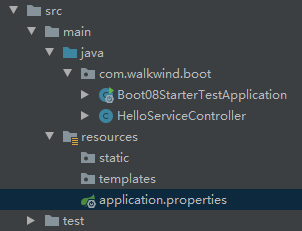 src
main
java
com.walkwind.boot
Boot08StarterTestApplication
HelloServiceController
resources
static
templates
application.properties
test